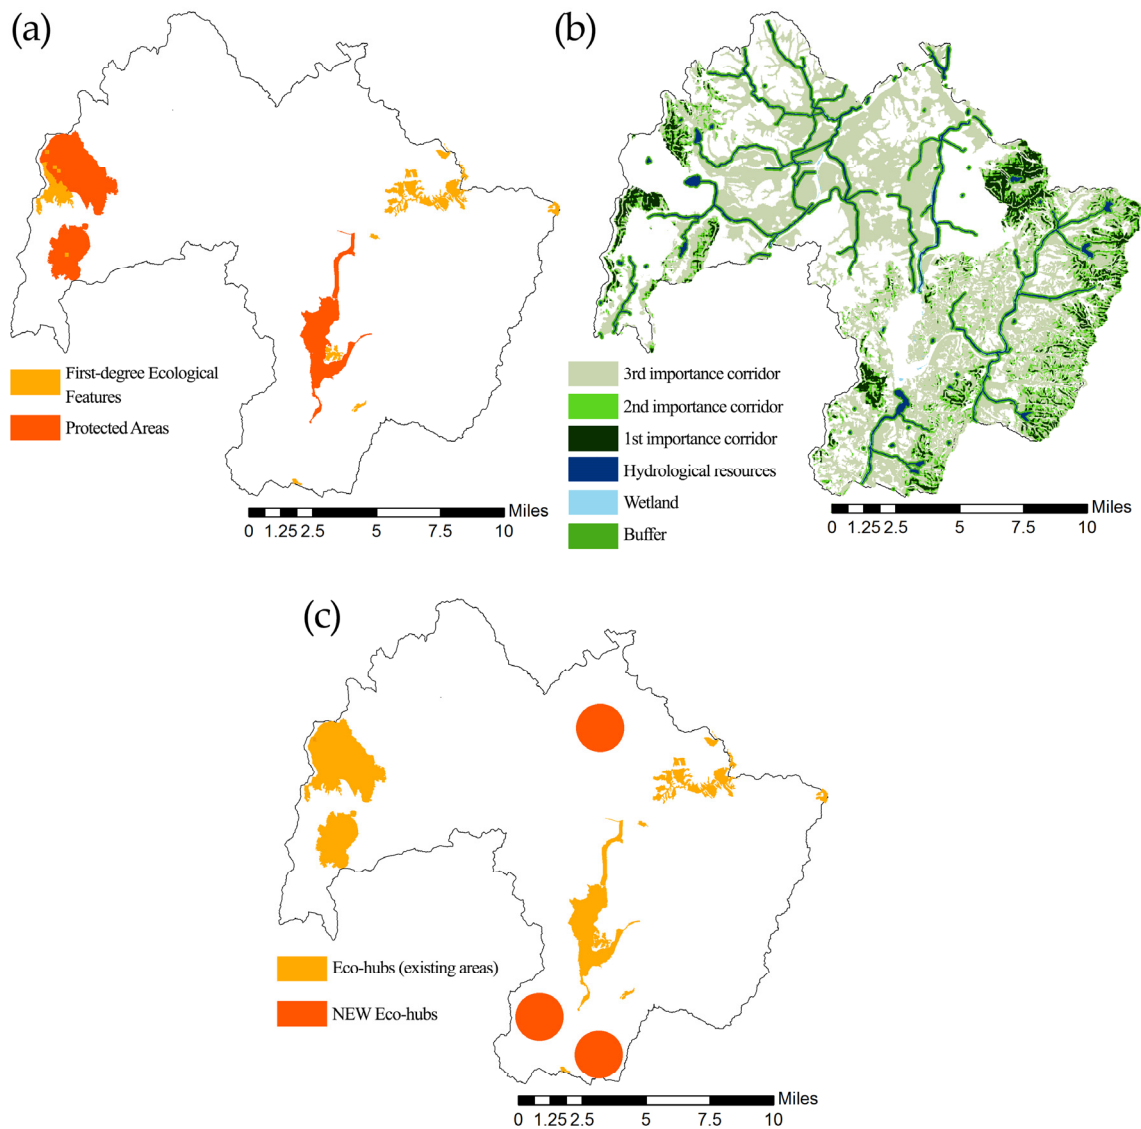 (a)
First-degree Ecological
Features
Protected Areas
Miles
0 1.25 2.5 5 7.5 10
(b)
3rd importance corridor
2nd importance corridor
1st importance corridor
Hydrological resources
Wetland
Buffer
Miles
0 1.25 2.5 5 7.5 10
(c)
Eco-hubs (existing areas)
NEW Eco-hubs
Miles
0 1.25 2.5 5 7.5 10